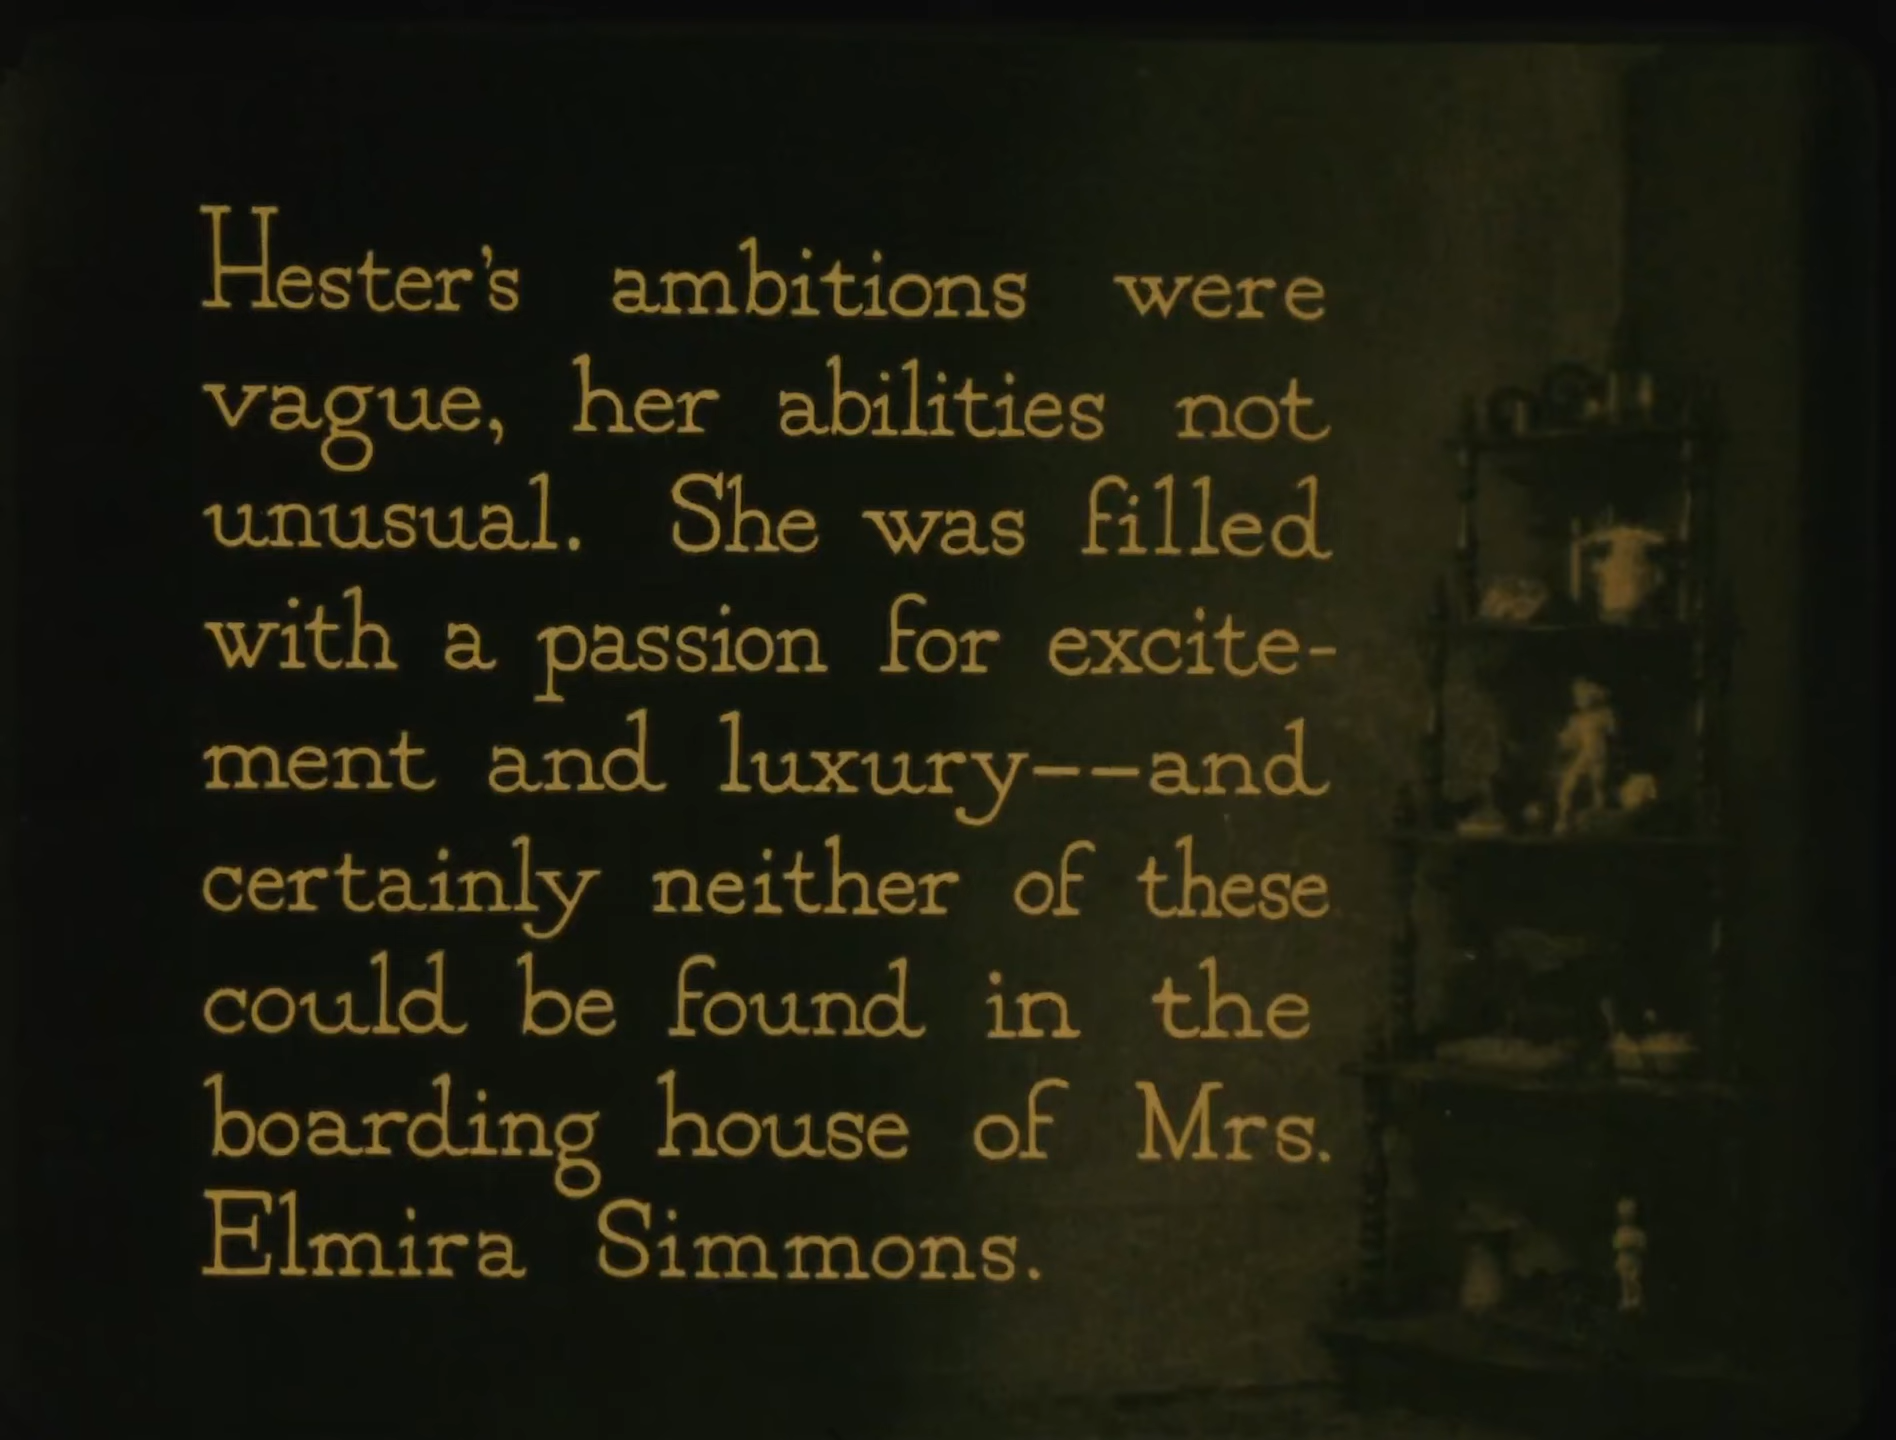 Hester's ambitions were
vague, her abilities not
unusual. She was filled
with a passion for excite-
ment and luxury--and
certainly neither of these
could be found in the
boarding house of Mrs.
Elmira Simmons.